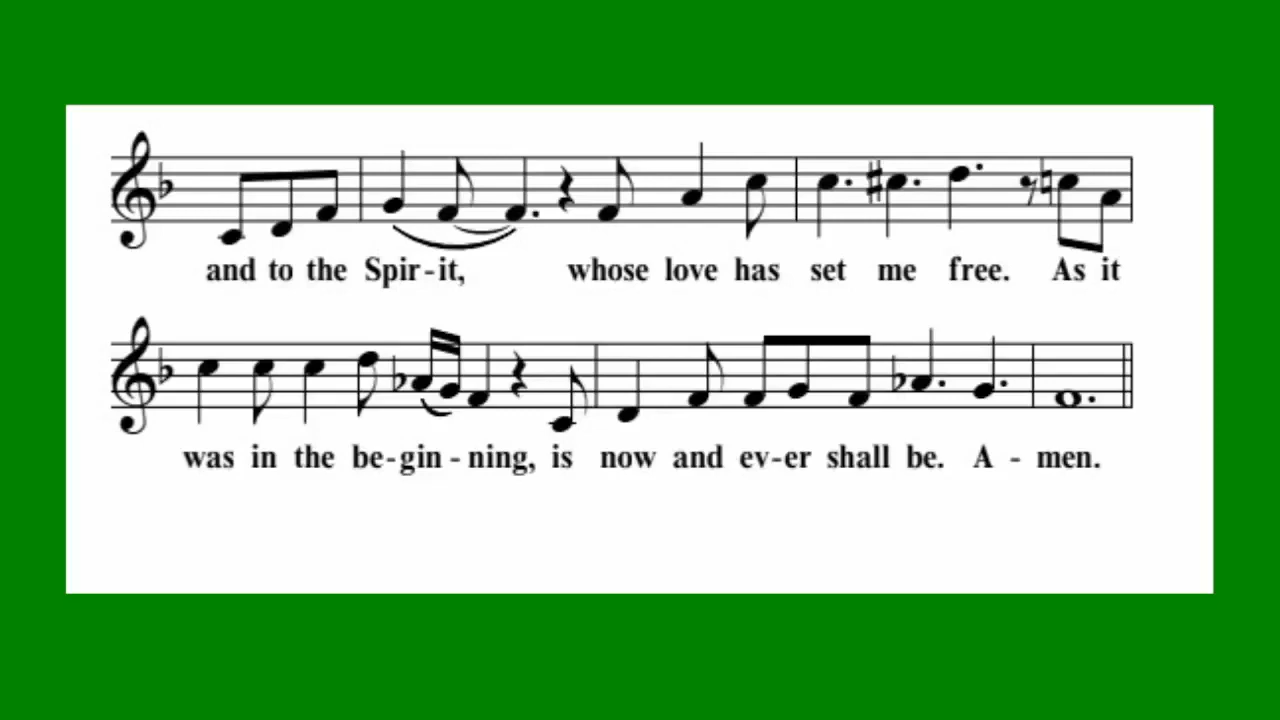 and to the Spir-it, whose love has set me free. As it
was in the be-gin-ning, is now and ev-er shall be. A-men.